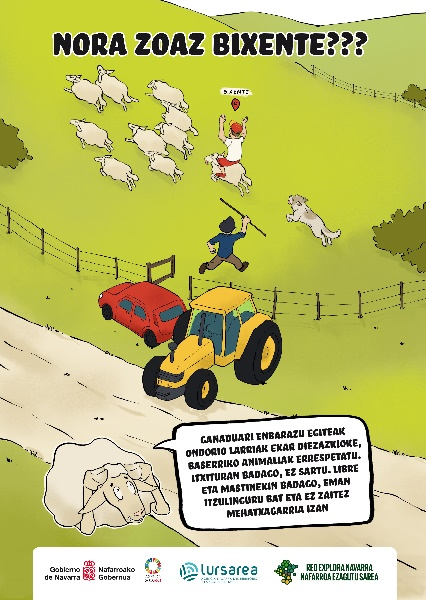 NORA ZOAZ BIXENTE???
BIXENTE
GANADUARI ENBARAZU EGITEAK
ONDORIO LARRIAK EKAR DIEZAZKIOKE,
BASERRIKO ANIMALIAK ERRESPETATU.
ITXITURAN BADAGO, EZ SARTU. LIBRE
ETA MASTINEKIN BADAGO, EMAN
ITZULINGURU BAT ETA EZ ZAITEZ
MEHATXAGARRIA IZAN
Gobierno de Navarra
Nafarroako Gobernua
lursarea
RED EXPLORA NAVARRA
NAFARROA EZAGUTU SAREA